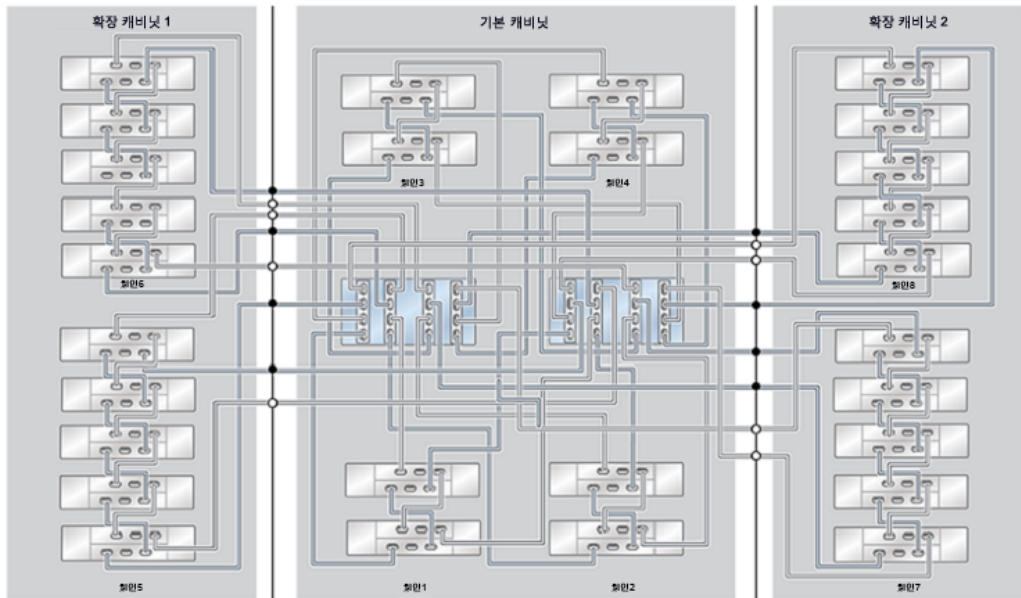 확장 캐비닛 1
기본 캐비닛
확장 캐비닛 2
체인3
체인4
체인6
체인8
체인5
체인1
체인2
체인7